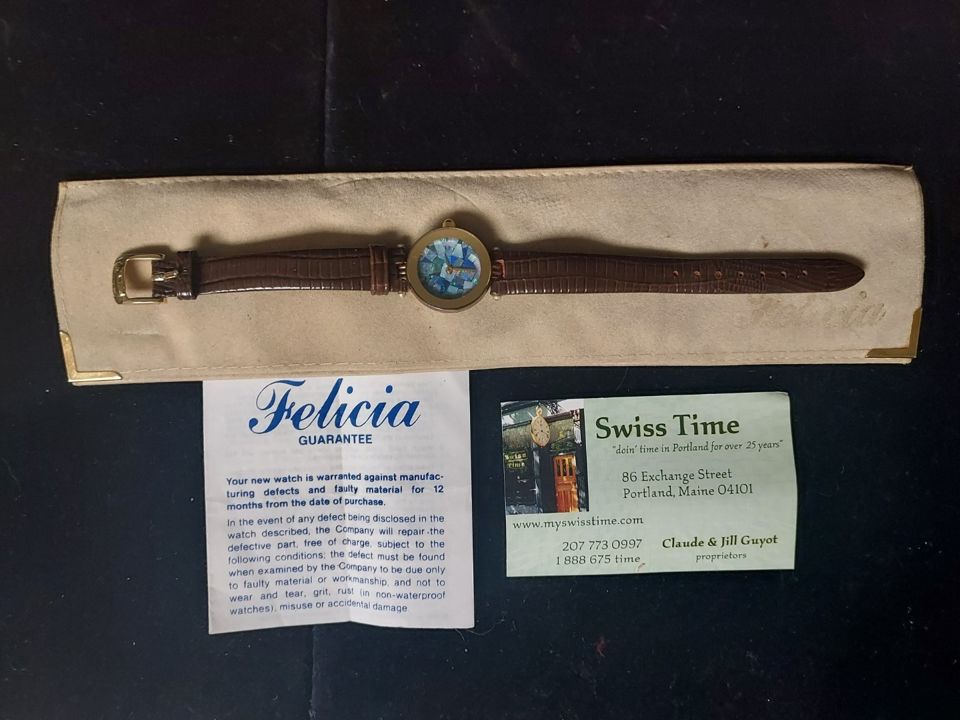 Felicia
Felicia
GUARANTEE
Your new watch is warranted against manufac-
turing defects and faulty material for 12
months from the date of purchase.
In the event of any defect being disclosed in the
watch described, the Company will repair the
defective part, free of charge, subject to the
following conditions; the defect must be found
when examined by the Company to be due only
to faulty material or workmanship, and not to
wear and tear, grit, rust (in non-waterproof
watches), misuse or accidental damage.
Swiss Time
"doin' time in Portland for over 25 years"
86 Exchange Street
Portland, Maine 04101
www.myswisstime.com
207 773 0997
1 888 675 time
Claude & Jill Guyot
proprietors